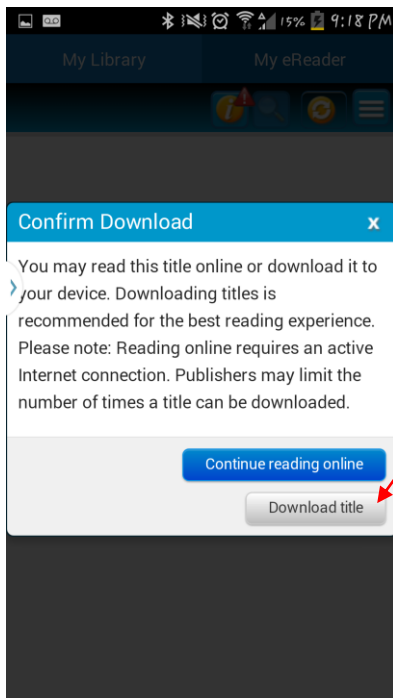 15% 9:18 PM
My Library My eReader
Confirm Download x
You may read this title online or download it to
your device. Downloading titles is
recommended for the best reading experience.
Please note: Reading online requires an active
Internet connection. Publishers may limit the
number of times a title can be downloaded.
Continue reading online
Download title